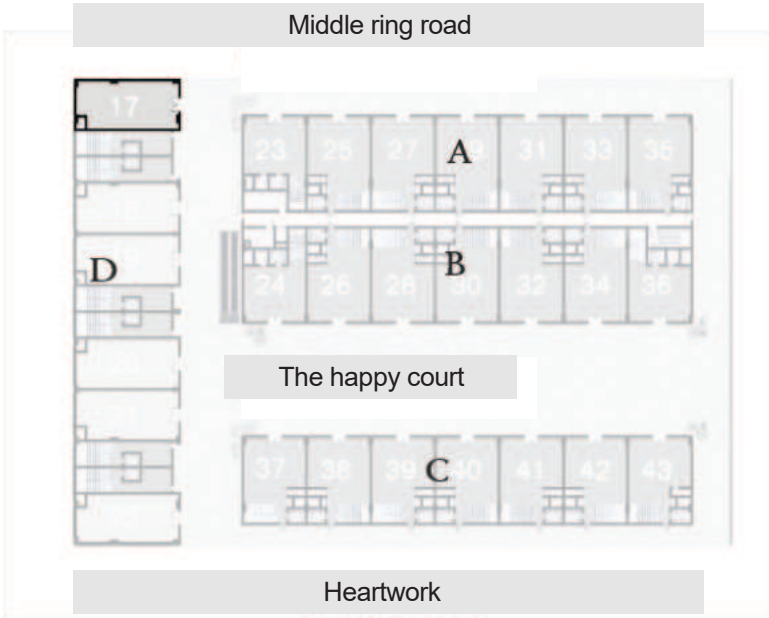 Middle ring road
17
23 25 27 A 31 33 35
D
B
24 26 28 30 32 34 36
The happy court
37 38 39 C 40 41 42 43
Heartwork